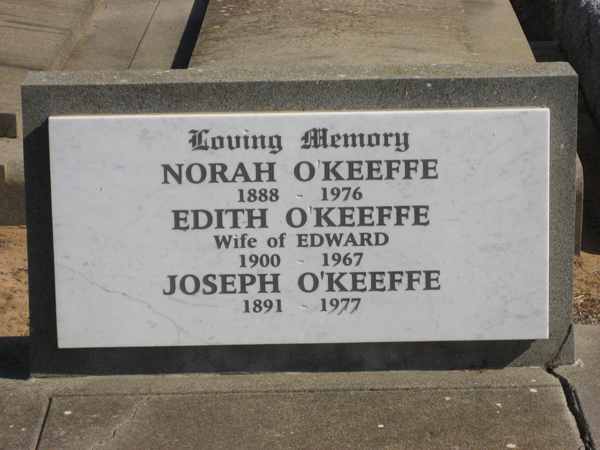 Loving Memory
NORAH O'KEEFFE
1888 - 1976
EDITH O'KEEFFE
Wife of EDWARD
1900 - 1967
JOSEPH O'KEEFFE
1891 - 1977